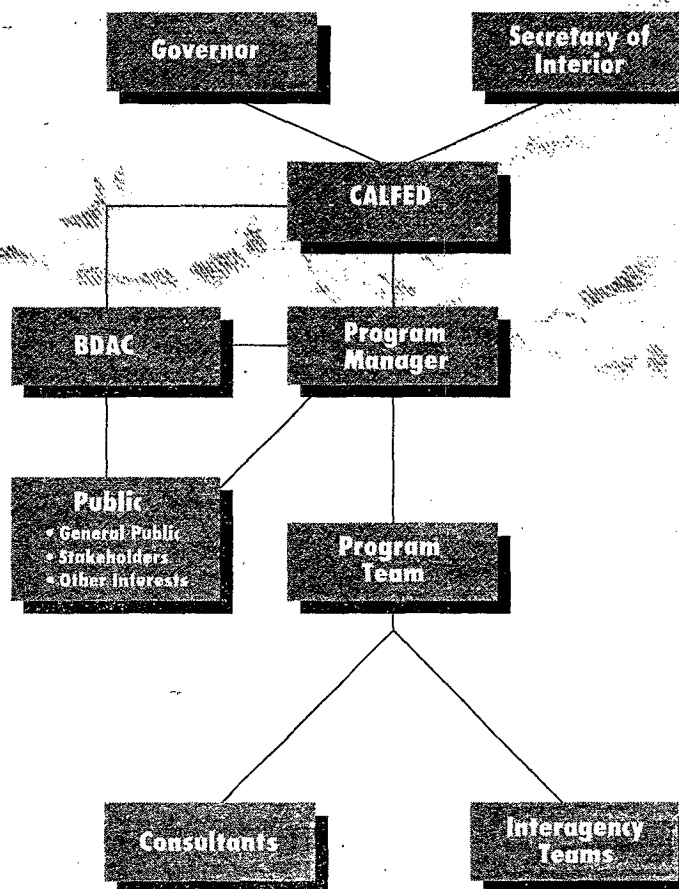 Governor
Secretary of
Interior
CALFED
BDAC
Program
Manager
Public
• General Public
• Stakeholders
• Other Interests
Program
Team
Consultants
Interagency
Teams